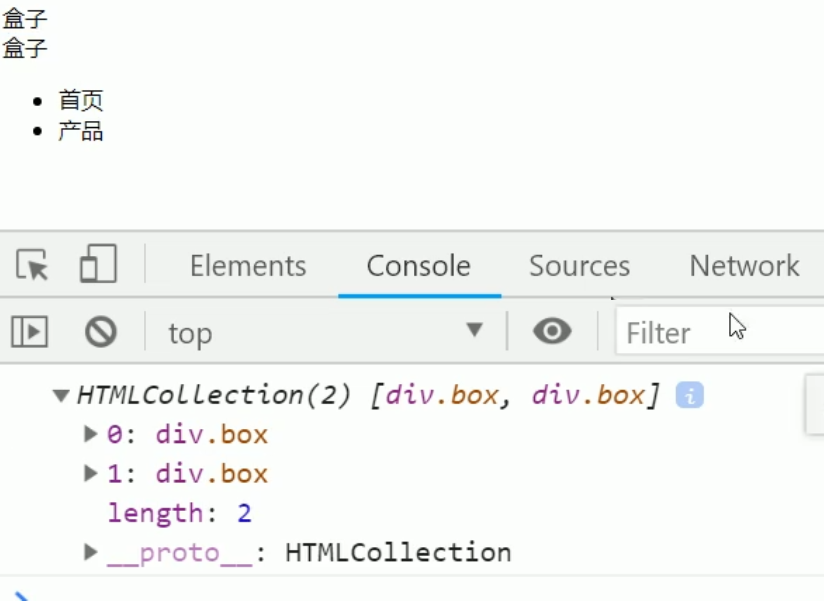 盒子
盒子
首页
产品
Elements Console Sources Network
top Filter
HTMLCollection(2) [div.box, div.box] i
0: div.box
1: div.box
length: 2
__proto__: HTMLCollection